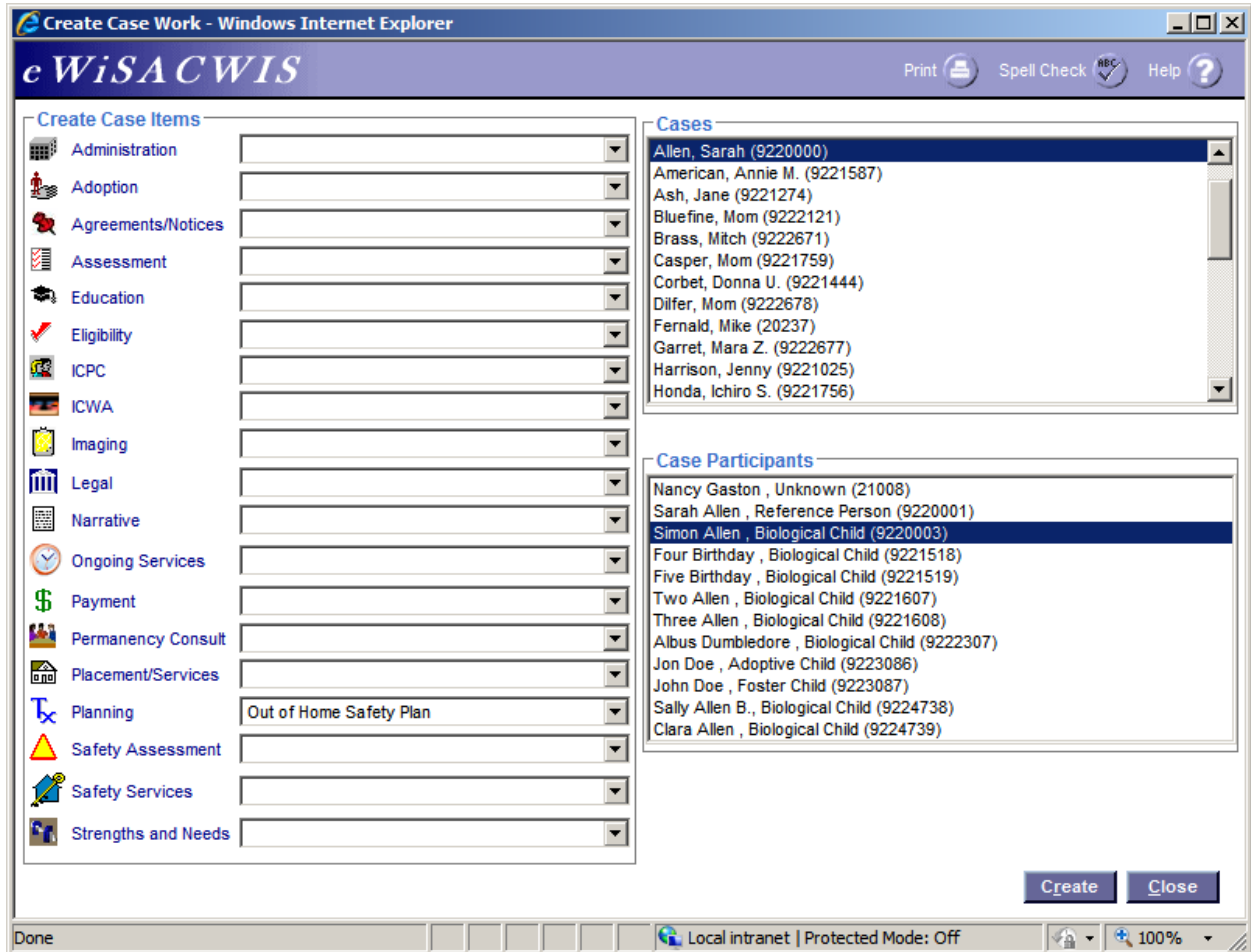 Create Case Work - Windows Internet Explorer
eWiSACWIS
Print
Spell Check
ABC
Help
?
Create Case Items
Administration
Adoption
Agreements/Notices
Assessment
Education
Eligibility
ICPC
ICWA
Imaging
Legal
Narrative
Ongoing Services
$ Payment
Permanency Consult
Placement/Services
Tx Planning Out of Home Safety Plan
Safety Assessment
Safety Services
Strengths and Needs
Cases
Allen, Sarah (9220000)
American, Annie M. (9221587)
Ash, Jane (9221274)
Bluefine, Mom (9222121)
Brass, Mitch (9222671)
Casper, Mom (9221759)
Corbet, Donna U. (9221444)
Dilfer, Mom (9222678)
Fernald, Mike (20237)
Garret, Mara Z. (9222677)
Harrison, Jenny (9221025)
Honda, Ichiro S. (9221756)
Case Participants
Nancy Gaston , Unknown (21008)
Sarah Allen , Reference Person (9220001)
Simon Allen , Biological Child (9220003)
Four Birthday , Biological Child (9221518)
Five Birthday , Biological Child (9221519)
Two Allen , Biological Child (9221607)
Three Allen , Biological Child (9221608)
Albus Dumbledore , Biological Child (9222307)
Jon Doe , Adoptive Child (9223086)
John Doe , Foster Child (9223087)
Sally Allen B., Biological Child (9224738)
Clara Allen , Biological Child (9224739)
Create
Close
Done
Local intranet | Protected Mode: Off
100%